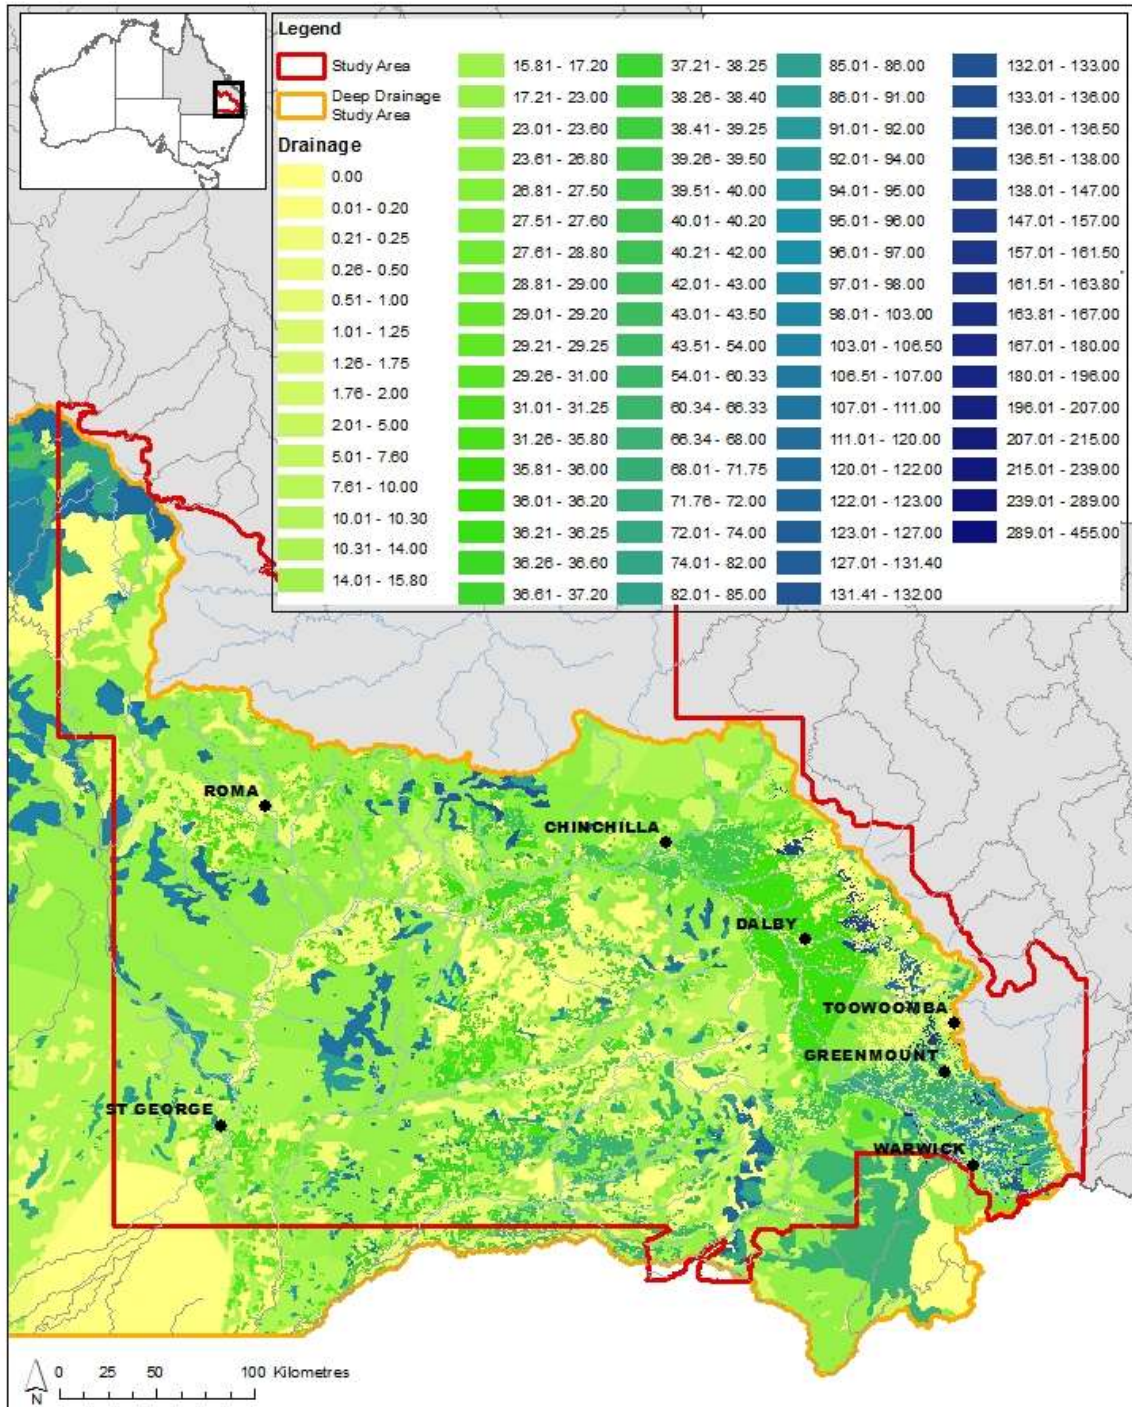 Legend
Study Area
Deep Drainage
Study Area
Drainage
0.00
0.01 - 0.20
0.21 - 0.25
0.26 - 0.50
0.51 - 1.00
1.01 - 1.25
1.26 - 1.75
1.76 - 2.00
2.01 - 5.00
5.01 - 7.60
7.61 - 10.00
10.01 - 10.30
10.31 - 14.00
14.01 - 15.80
15.81 - 17.20
17.21 - 23.00
23.01 - 23.60
23.61 - 26.80
26.81 - 27.50
27.51 - 27.60
27.61 - 28.80
28.81 - 29.00
29.01 - 29.20
29.21 - 29.25
29.26 - 31.00
31.01 - 31.25
31.26 - 35.80
35.81 - 36.00
36.01 - 36.20
36.21 - 36.25
36.26 - 36.60
36.61 - 37.20
37.21 - 38.25
38.26 - 38.40
38.41 - 39.25
39.26 - 39.50
39.51 - 40.00
40.01 - 40.20
40.21 - 42.00
42.01 - 43.00
43.01 - 43.50
43.51 - 54.00
54.01 - 60.33
60.34 - 66.33
66.34 - 68.00
68.01 - 71.75
71.76 - 72.00
72.01 - 74.00
74.01 - 82.00
82.01 - 85.00
85.01 - 86.00
86.01 - 91.00
91.01 - 92.00
92.01 - 94.00
94.01 - 95.00
95.01 - 96.00
96.01 - 97.00
97.01 - 98.00
98.01 - 103.00
103.01 - 106.50
106.51 - 107.00
107.01 - 111.00
111.01 - 120.00
120.01 - 122.00
122.01 - 123.00
123.01 - 127.00
127.01 - 131.40
131.41 - 132.00
132.01 - 133.00
133.01 - 136.00
136.01 - 136.50
136.51 - 138.00
138.01 - 147.00
147.01 - 157.00
157.01 - 161.50
161.51 - 163.80
163.81 - 167.00
167.01 - 180.00
180.01 - 196.00
196.01 - 207.00
207.01 - 215.00
215.01 - 239.00
239.01 - 289.00
289.01 - 455.00
ROMA
CHINCHILLA
DALBY
TOOWOOMBA
GREENMOUNT
ST GEORGE
WARWICK
0 25 50 100 Kilometres
N